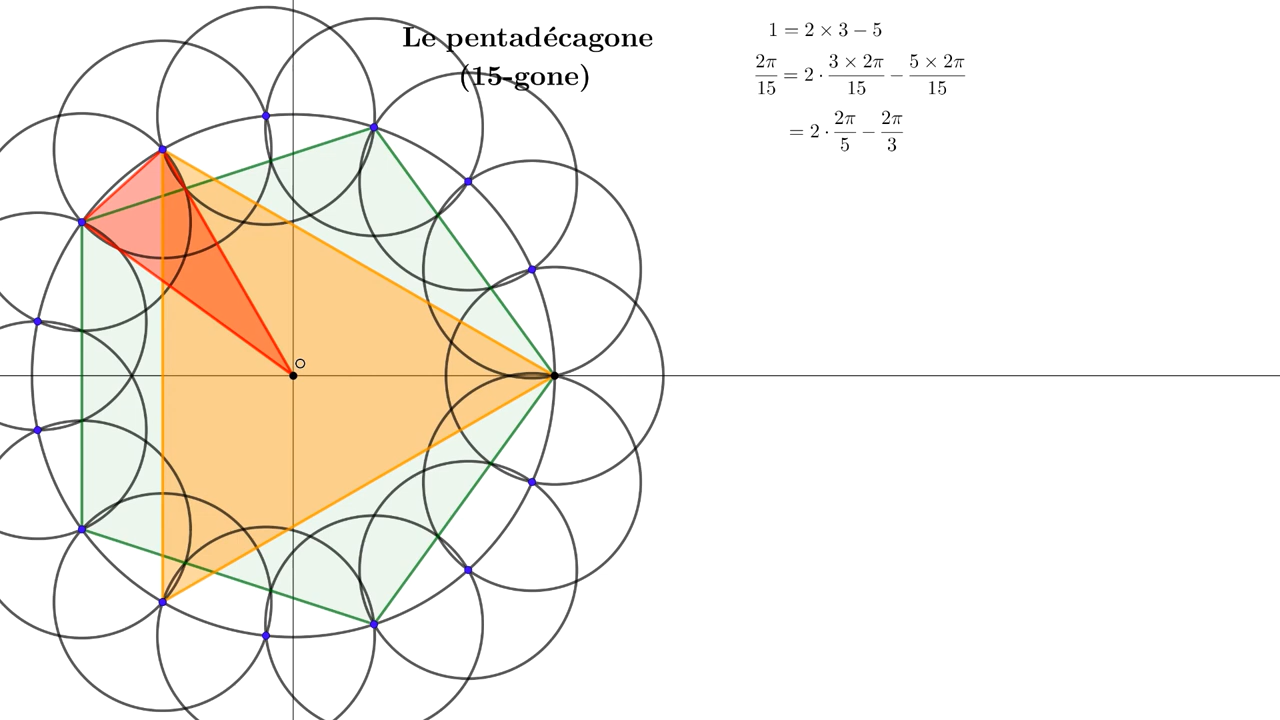 Le pentadécagone
(15-gone)
1 = 2 × 3 − 5
2π/15 = 2 · (3 × 2π)/15 − (5 × 2π)/15
= 2 · 2π/5 − 2π/3
O